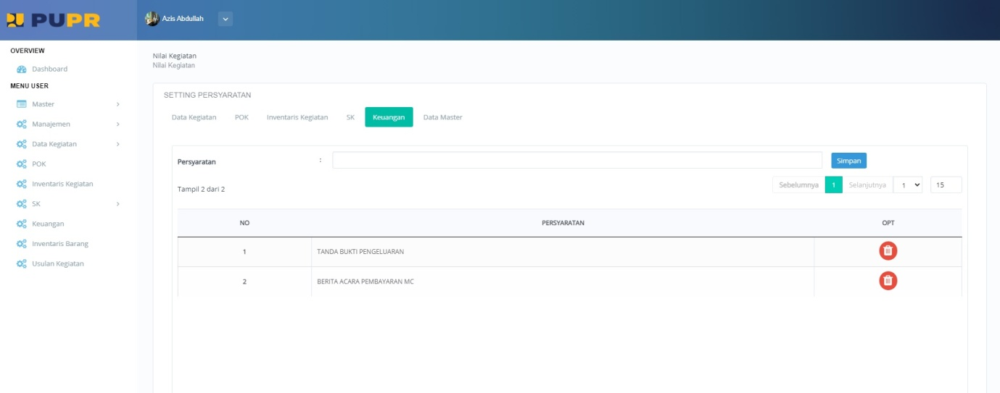 PUPR
Azis Abdullah
OVERVIEW
Dashboard
MENU USER
Master
Manajemen
Data Kegiatan
POK
Inventaris Kegiatan
SK
Keuangan
Inventaris Barang
Usulan Kegiatan
Nilai Kegiatan
Nilai Kegiatan
SETTING PERSYARATAN
Data Kegiatan POK Inventaris Kegiatan SK Keuangan Data Master
Persyaratan : Simpan
Tampil 2 dari 2 Sebelumnya 1 Selanjutnya 1 15
NO PERSYARATAN OPT
1 TANDA BUKTI PENGELUARAN
2 BERITA ACARA PEMBAYARAN MC